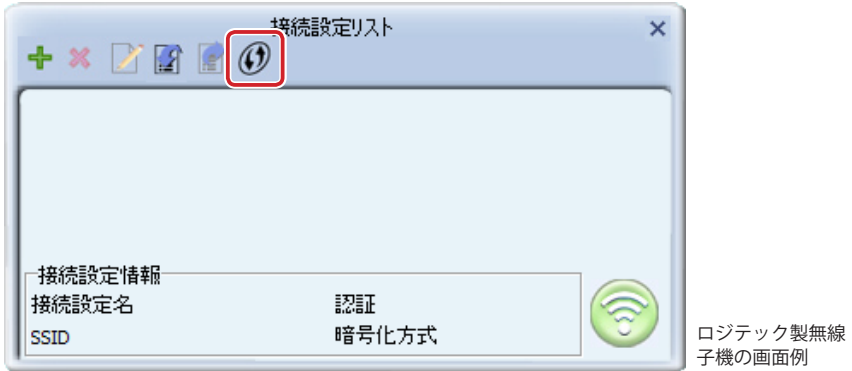 接続設定リスト
接続設定情報
接続設定名 認証
SSID 暗号化方式
ロジテック製無線
子機の画面例